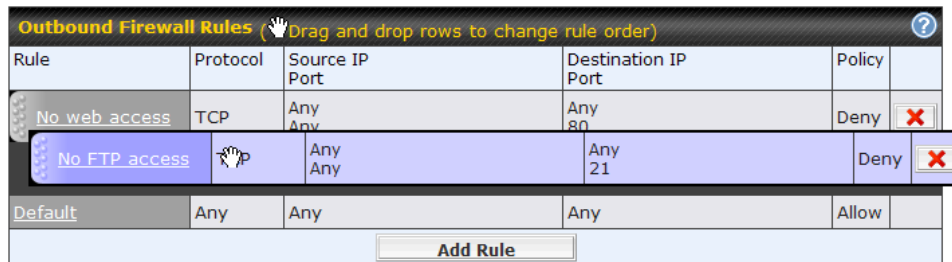 Outbound Firewall Rules (Drag and drop rows to change rule order)
Rule Protocol Source IP Port Destination IP Port Policy
No web access TCP Any Any Any 80 Deny
No FTP access Any Any Any 21 Deny
Default Any Any Any Allow
Add Rule